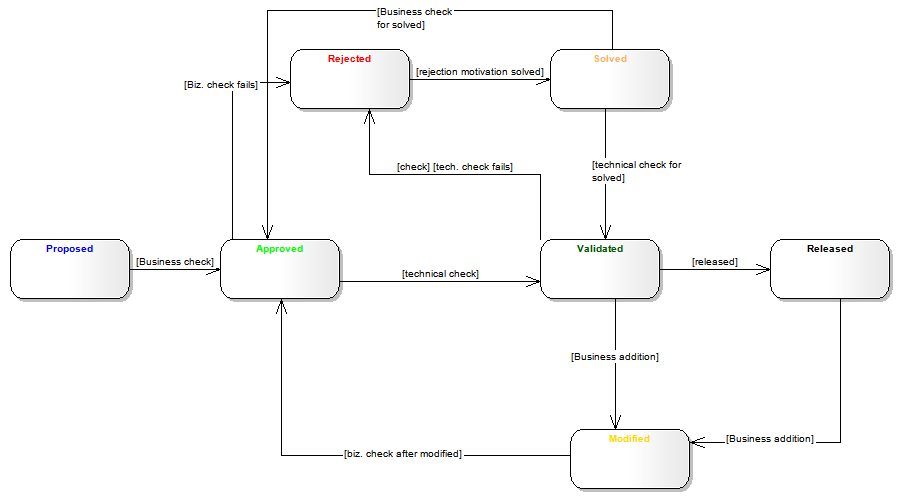 [Business check
for solved]
Rejected
Solved
[rejection motivation solved]
[Biz. check fails]
[check] [tech. check fails]
[technical check for
solved]
Proposed
Approved
Validated
Released
[Business check]
[released]
[technical check]
[Business addition]
Modified
[Business addition]
[biz. check after modified]